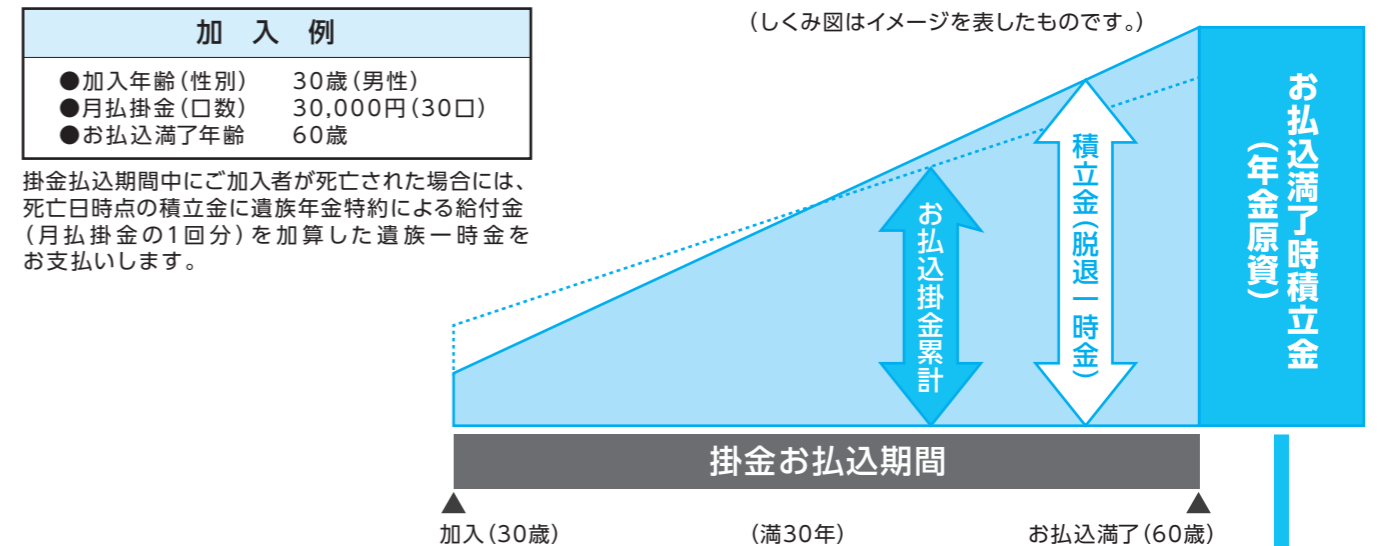 加入例
●加入年齢(性別) 30歳(男性)
●月払掛金(口数) 30,000円(30口)
●お払込満了年齢 60歳
掛金払込期間中にご加入者が死亡された場合には、
死亡日時点の積立金に遺族年金特約による給付金
(月払掛金の1回分)を加算した遺族一時金を
お支払いします。
(しくみ図はイメージを表したものです。)
お払込掛金累計
積立金(脱退一時金)
お払込満了時積立金
(年金原資)
掛金お払込期間
加入(30歳)
(満30年)
お払込満了(60歳)